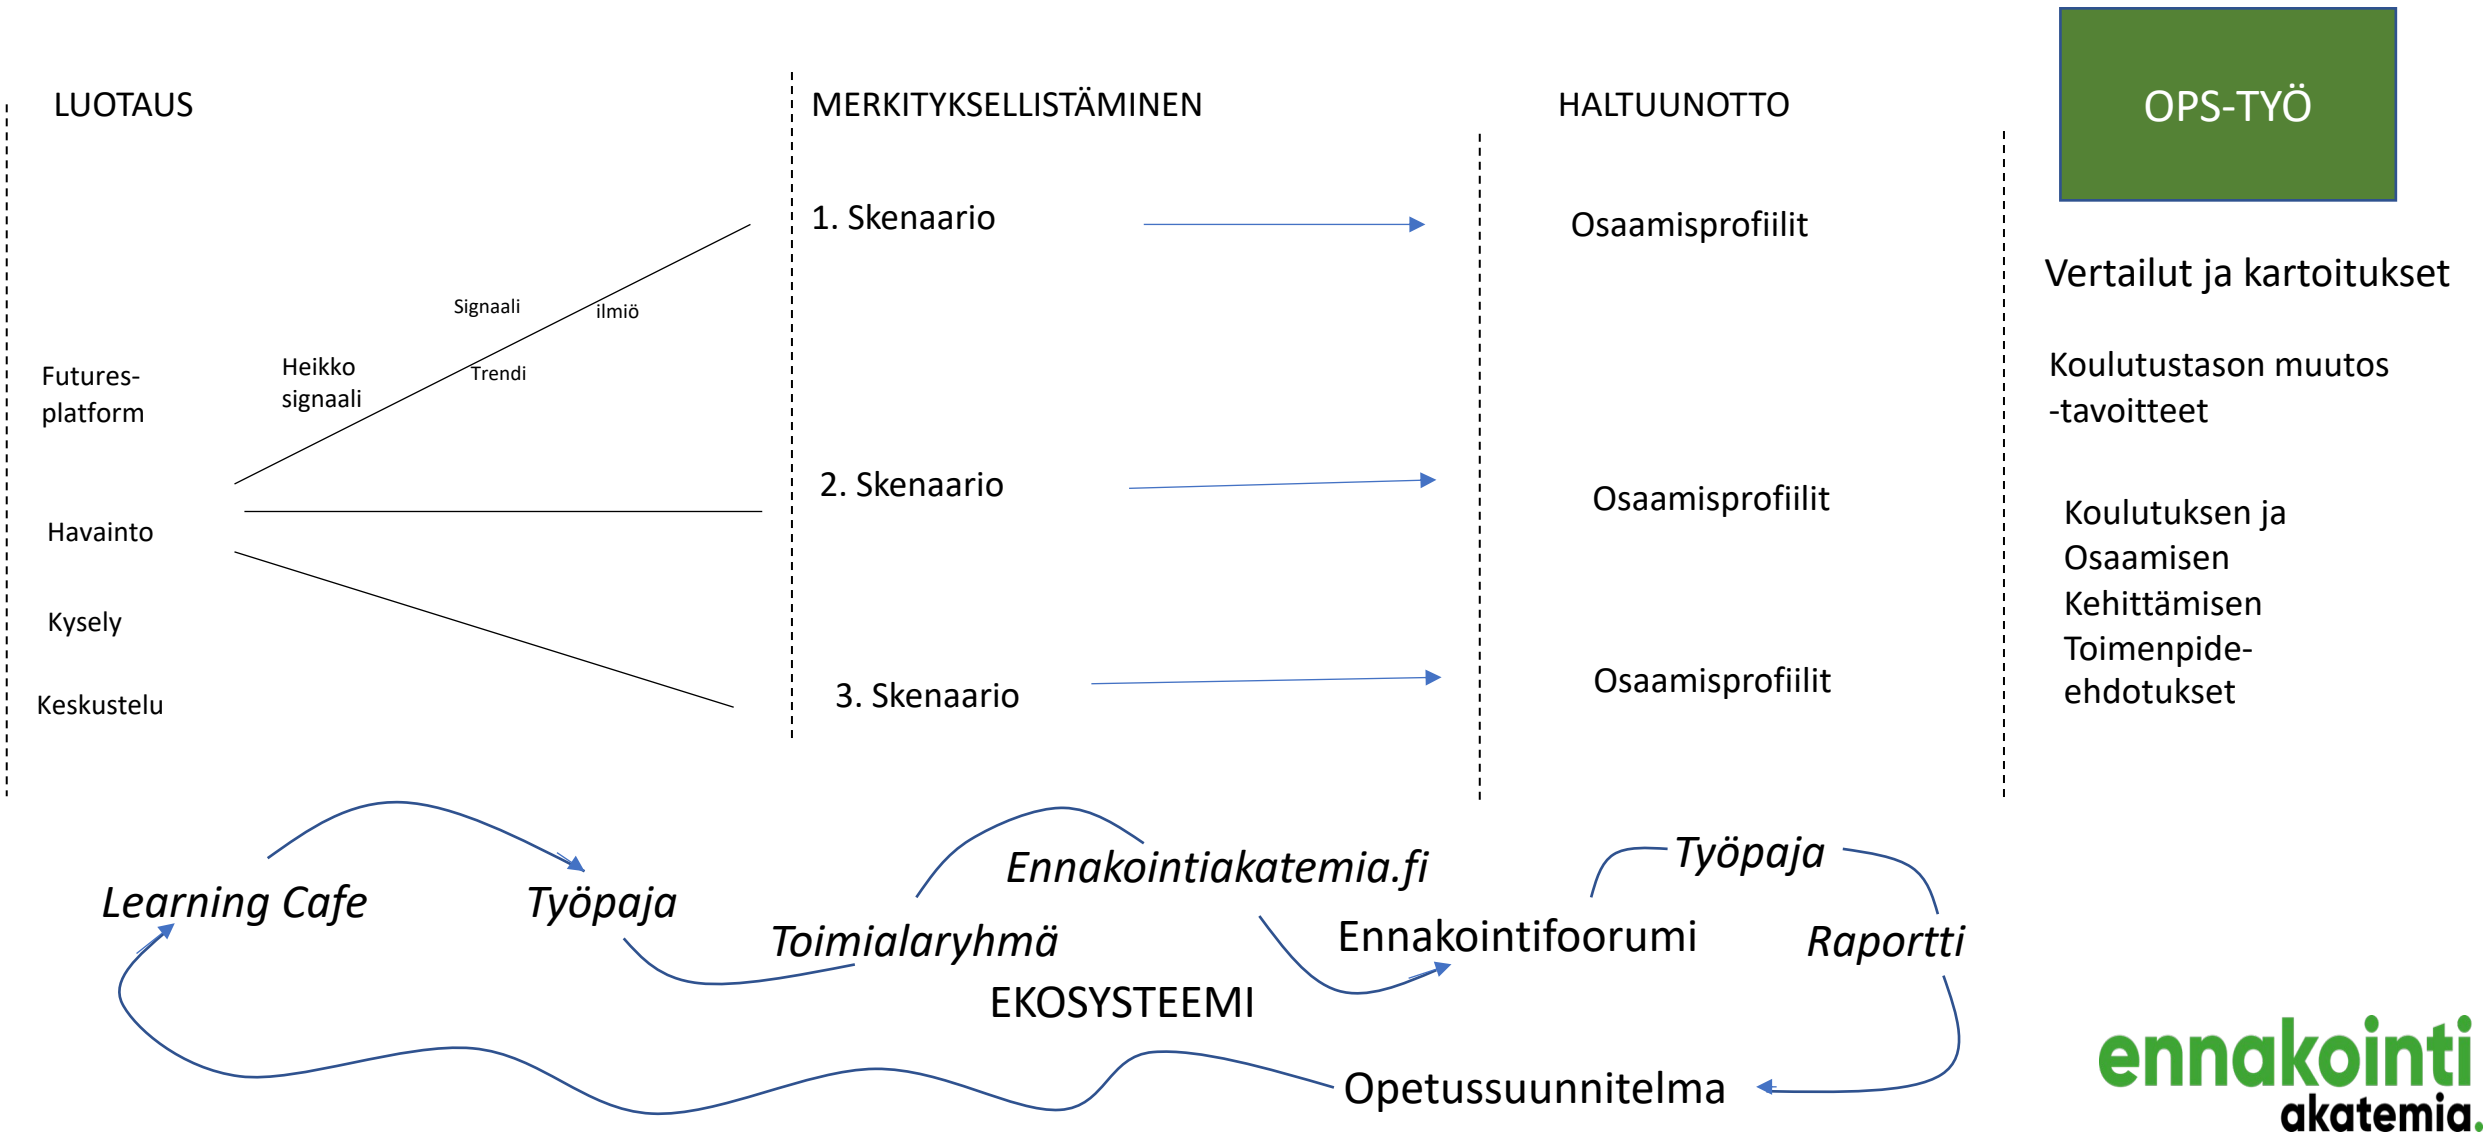 LUOTAUS
MERKITYKSELLISTÄMINEN
HALTUUNOTTO
OPS-TYÖ
1. Skenaario
Osaamisprofiilit
Vertailut ja kartoitukset
Signaali
ilmiö
Heikko
signaali
Trendi
Futures-
platform
Koulutustason muutos
-tavoitteet
2. Skenaario
Osaamisprofiilit
Havainto
Koulutuksen ja
Osaamisen
Kehittämisen
Toimenpide-
ehdotukset
Kysely
Keskustelu
3. Skenaario
Osaamisprofiilit
Learning Cafe
Työpaja
Toimialaryhmä
Ennakointiakatemia.fi
Ennakointifoorumi
Työpaja
Raportti
EKOSYSTEEMI
Opetussuunnitelma
ennakointi
akatemia.